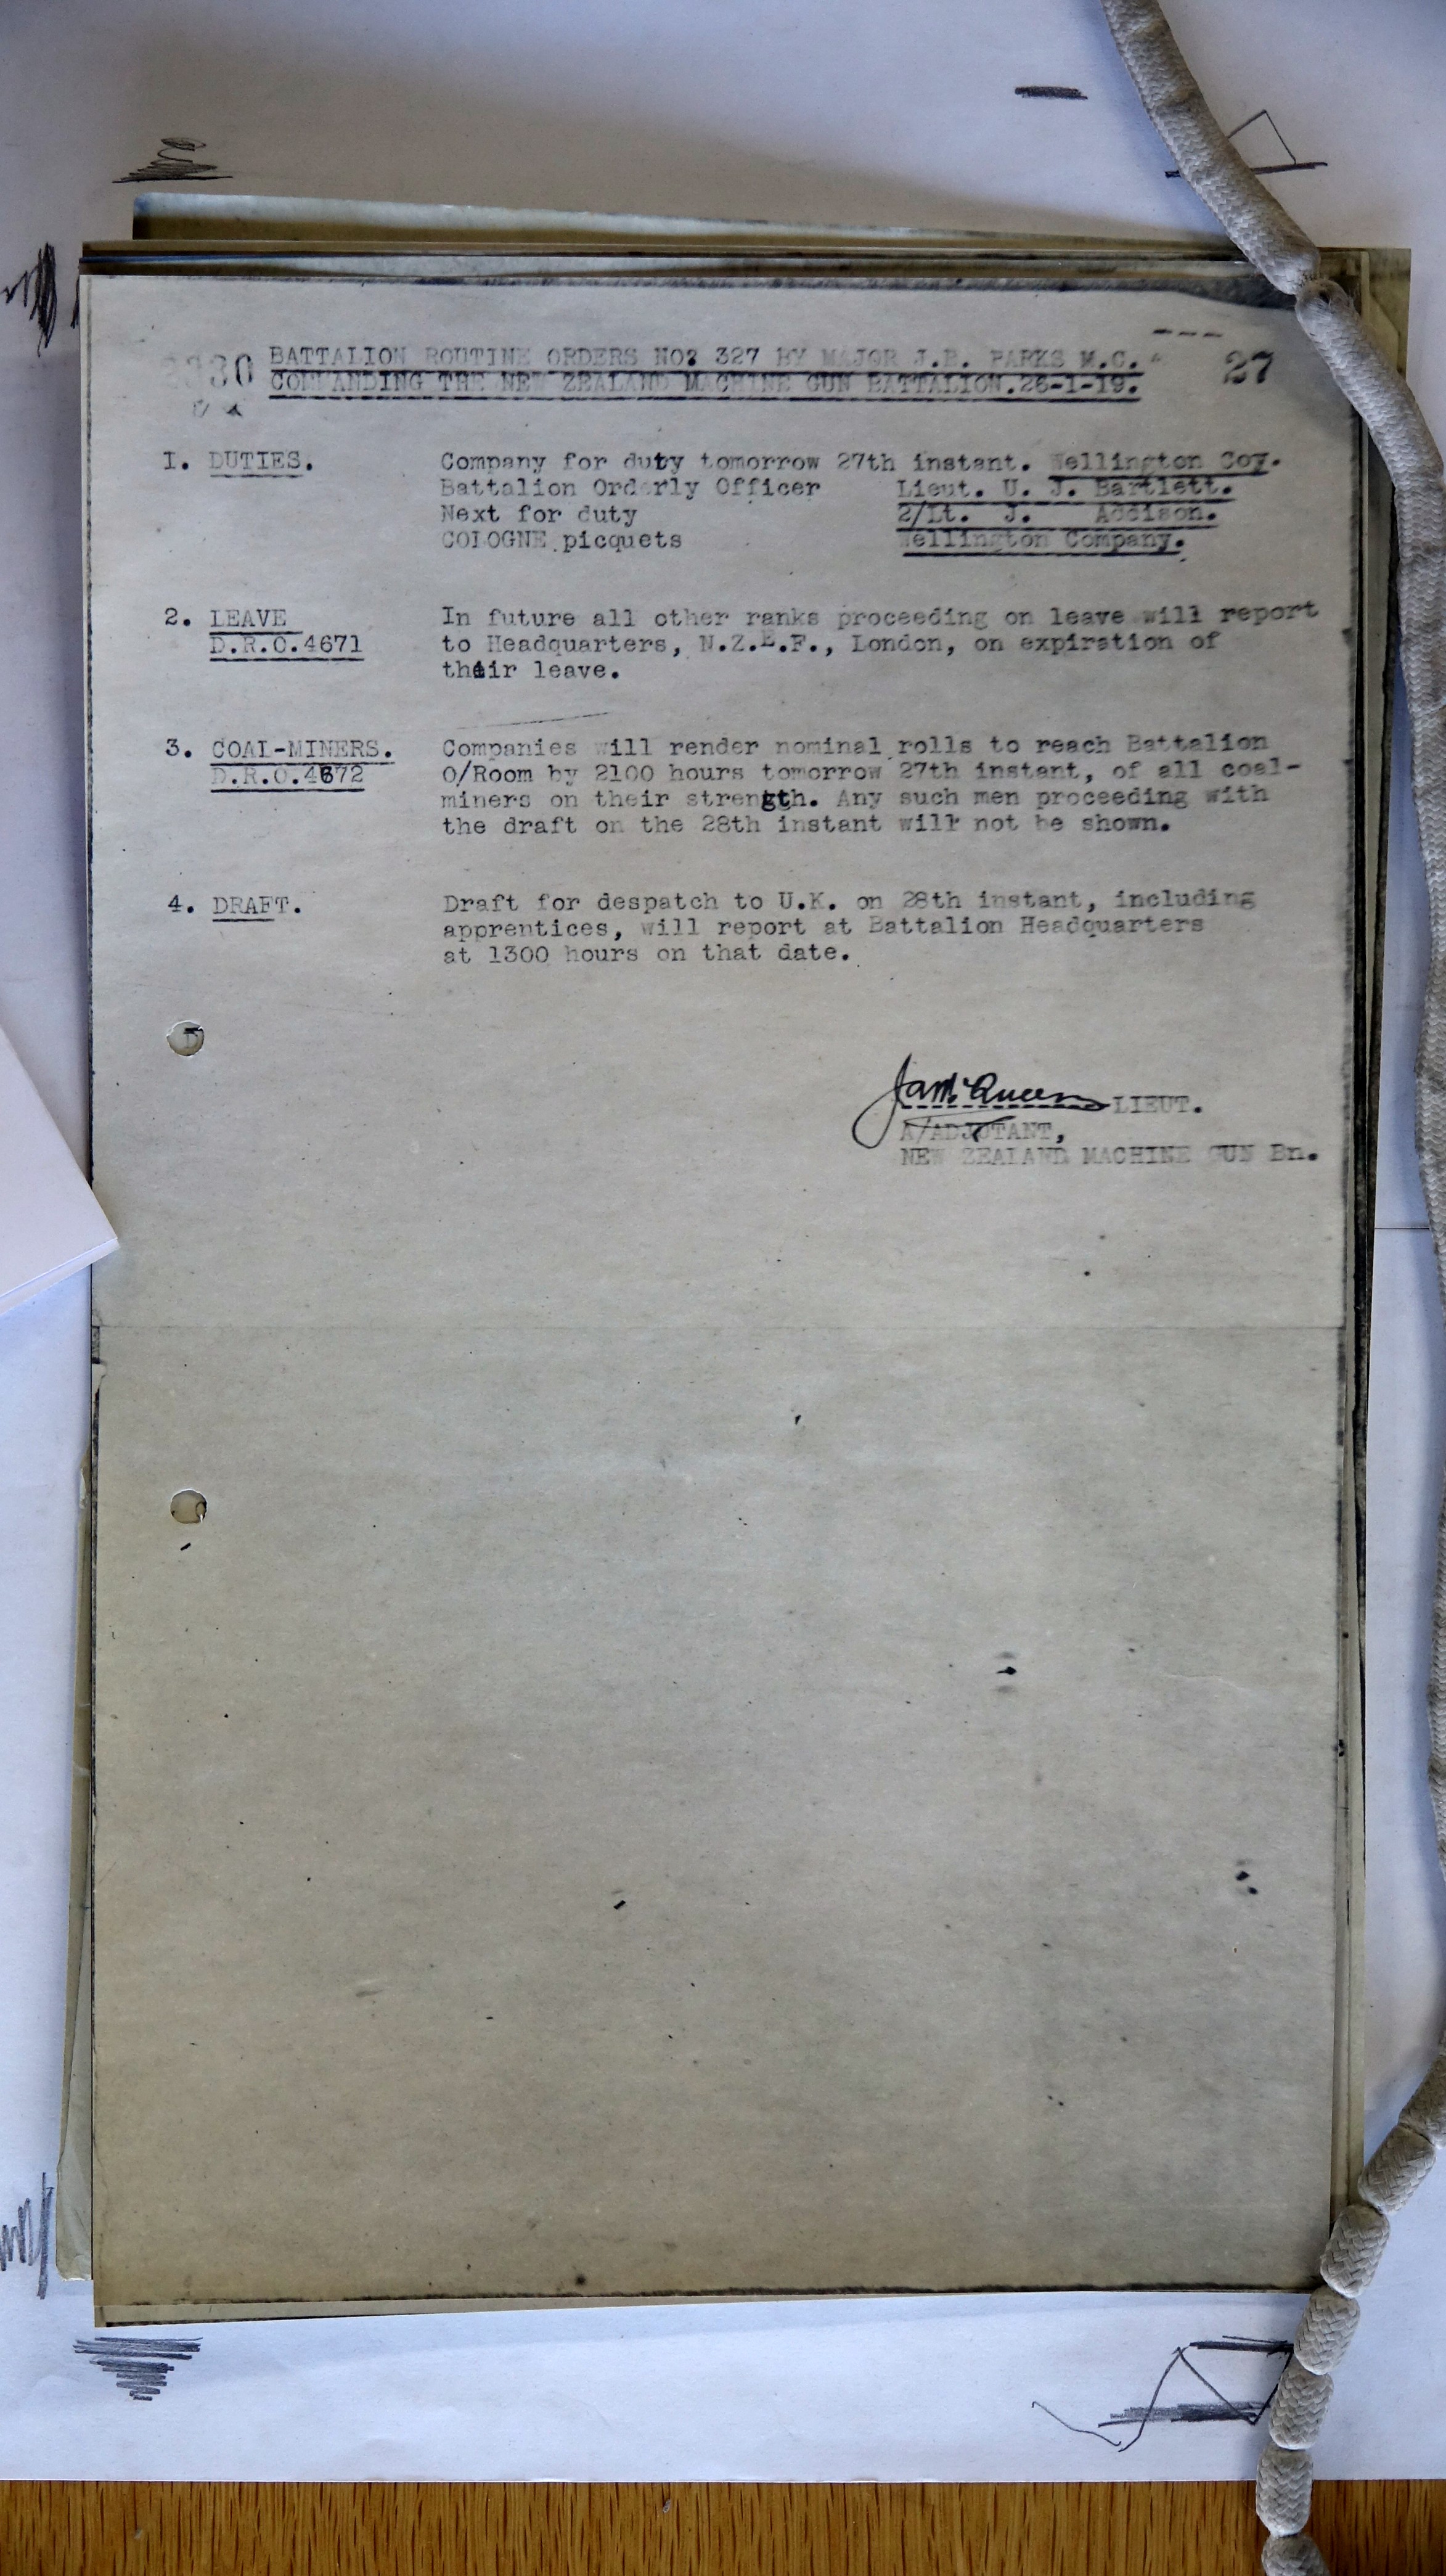 BATTALION ROUTINE ORDERS NO? 327 BY MAJOR J.B. PARKS M.C.
27
COMMANDING THE NEW ZEALAND MACHINE GUN BATTALION.26-1-19.
1. DUTIES.
Company for duty tomorrow 27th instant. Wellington Coy.
Battalion Orderly Officer Lieut. U. J. Bartlett.
Next for duty 2/Lt. J. Addison.
COLOGNE picquets Wellington Company.
2. LEAVE In future all other ranks proceeding on leave will report
D.R.O.4671 to Headquarters, N.Z.E.F., London, on expiration of
their leave.
3. COAL-MINERS. Companies will render nominal rolls to reach Battalion
D.R.O.4672 O/Room by 2100 hours tomorrow 27th instant, of all coal-
miners on their strength. Any such men proceeding with
the draft on the 28th instant will not be shown.
4. DRAFT. Draft for despatch to U.K. on 28th instant, including
apprentices, will report at Battalion Headquarters
at 1300 hours on that date.
LIEUT.
A/ADJUTANT,
NEW ZEALAND MACHINE GUN Bn.